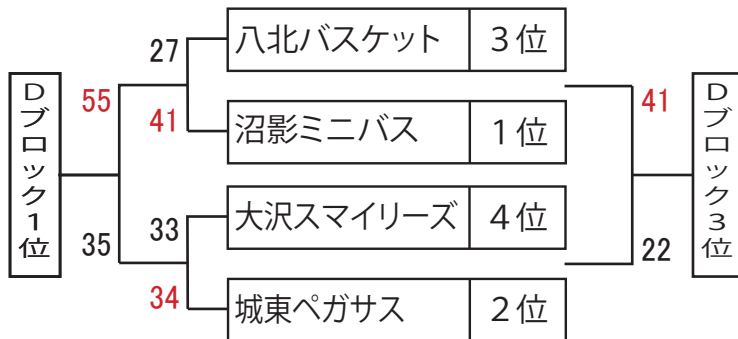 Dブロック1位
55
35
27
41
33
34
八北バスケット 3位
沼影ミニバス 1位
大沢スマイリーズ 4位
城東ペガサス 2位
41
22
Dブロック3位